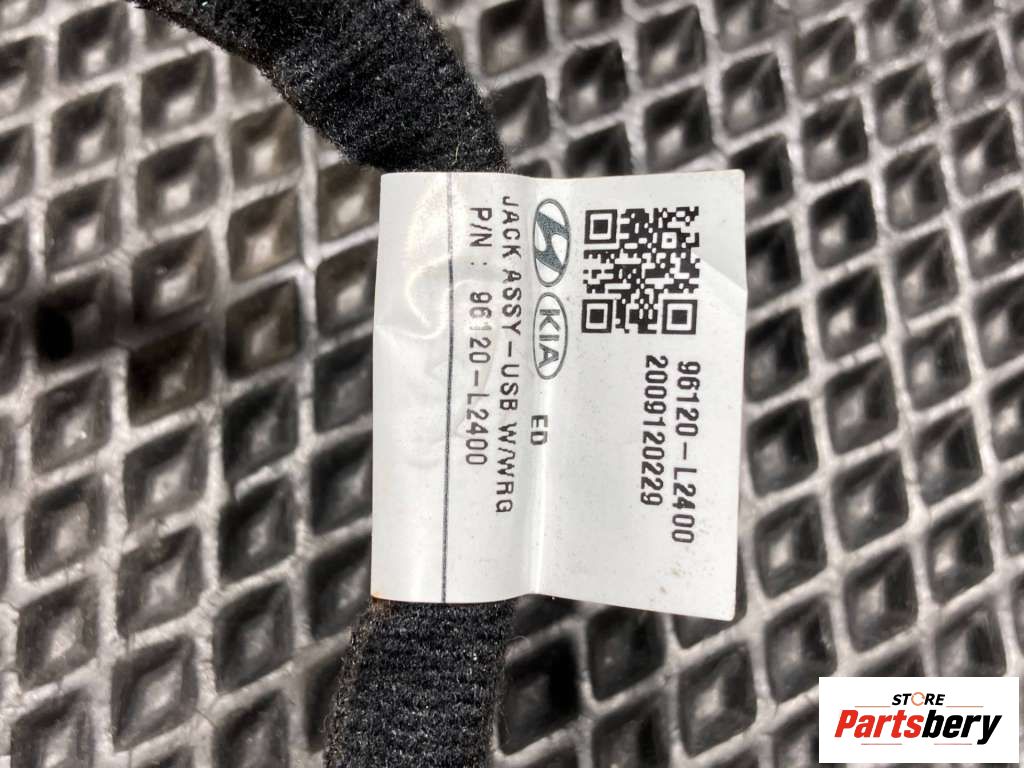 96120-L2400
2009120229
KIA
ED
JACK ASSY-USB W/WRG
P/N : 96120-L2400
STORE
Partsbery